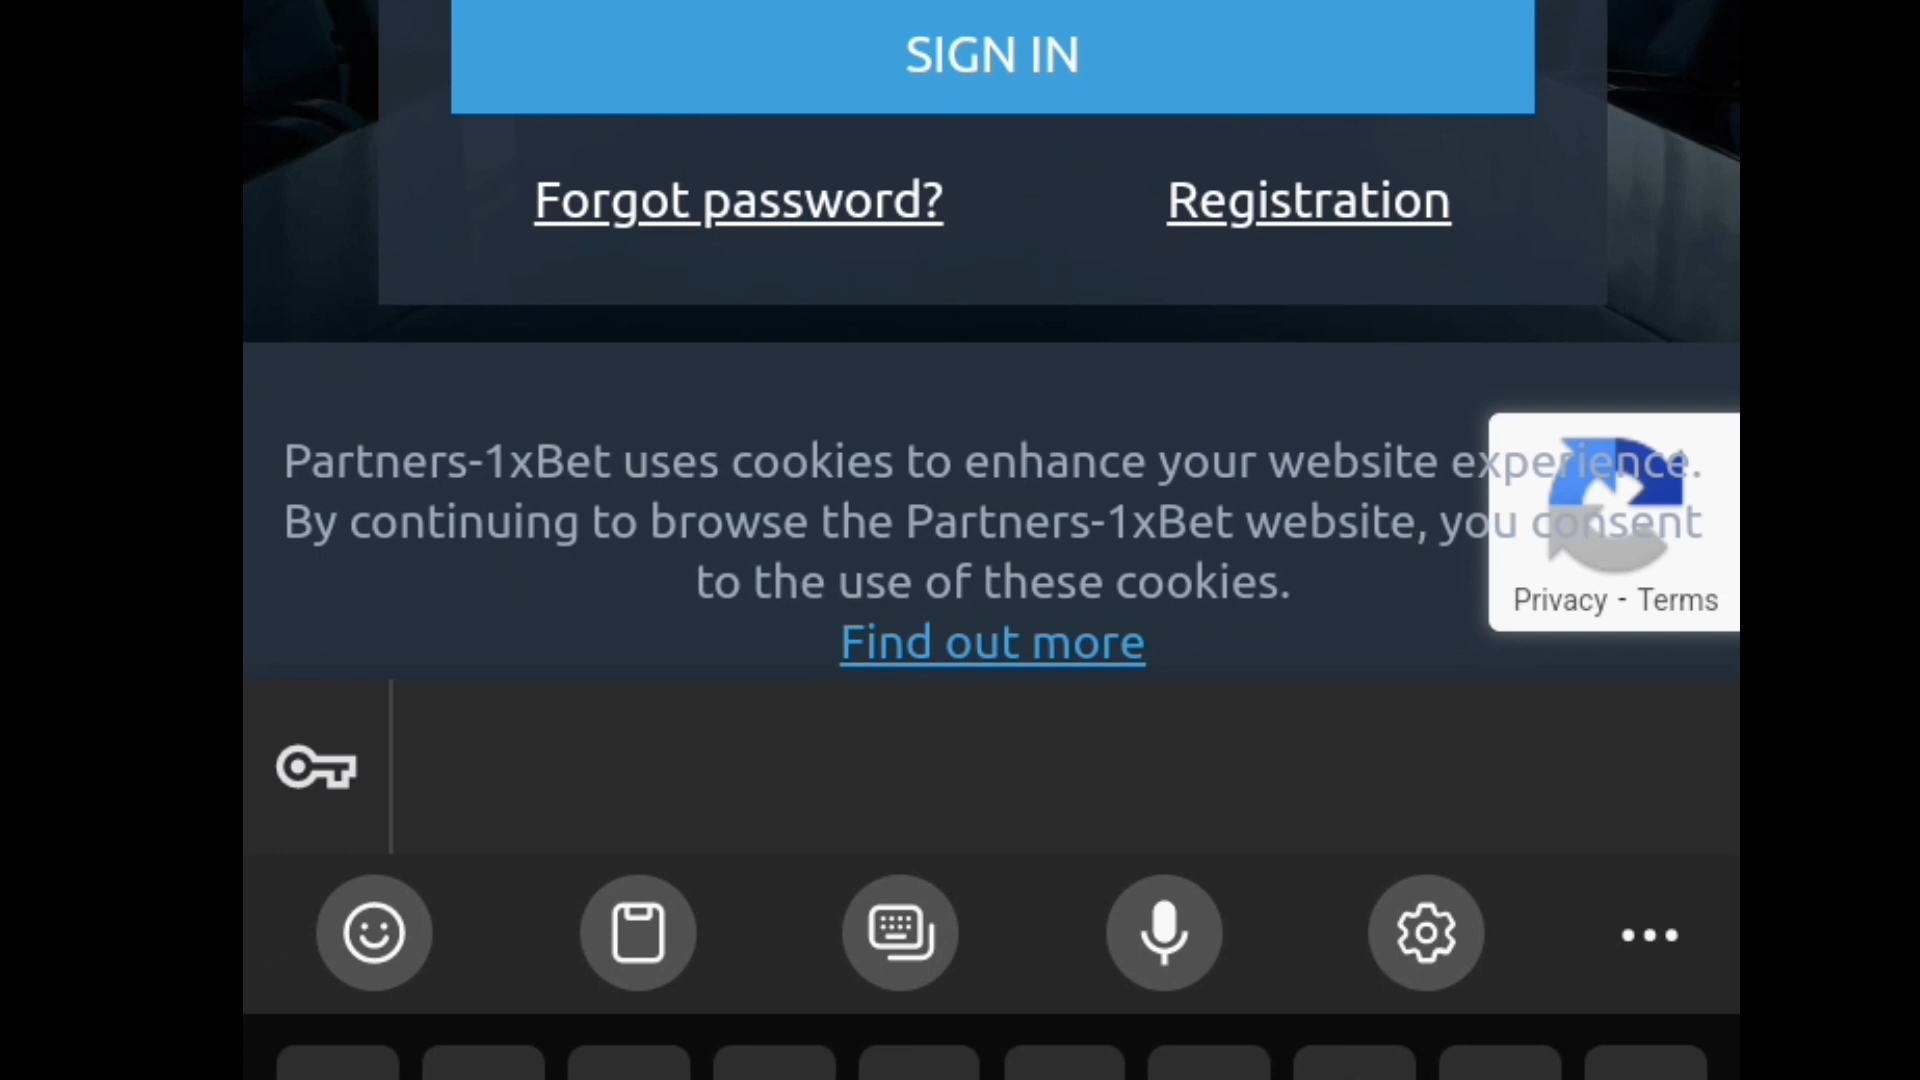 SIGN IN
Forgot password? Registration
Partners-1xBet uses cookies to enhance your website experience.
By continuing to browse the Partners-1xBet website, you consent
to the use of these cookies.
Find out more
Privacy - Terms